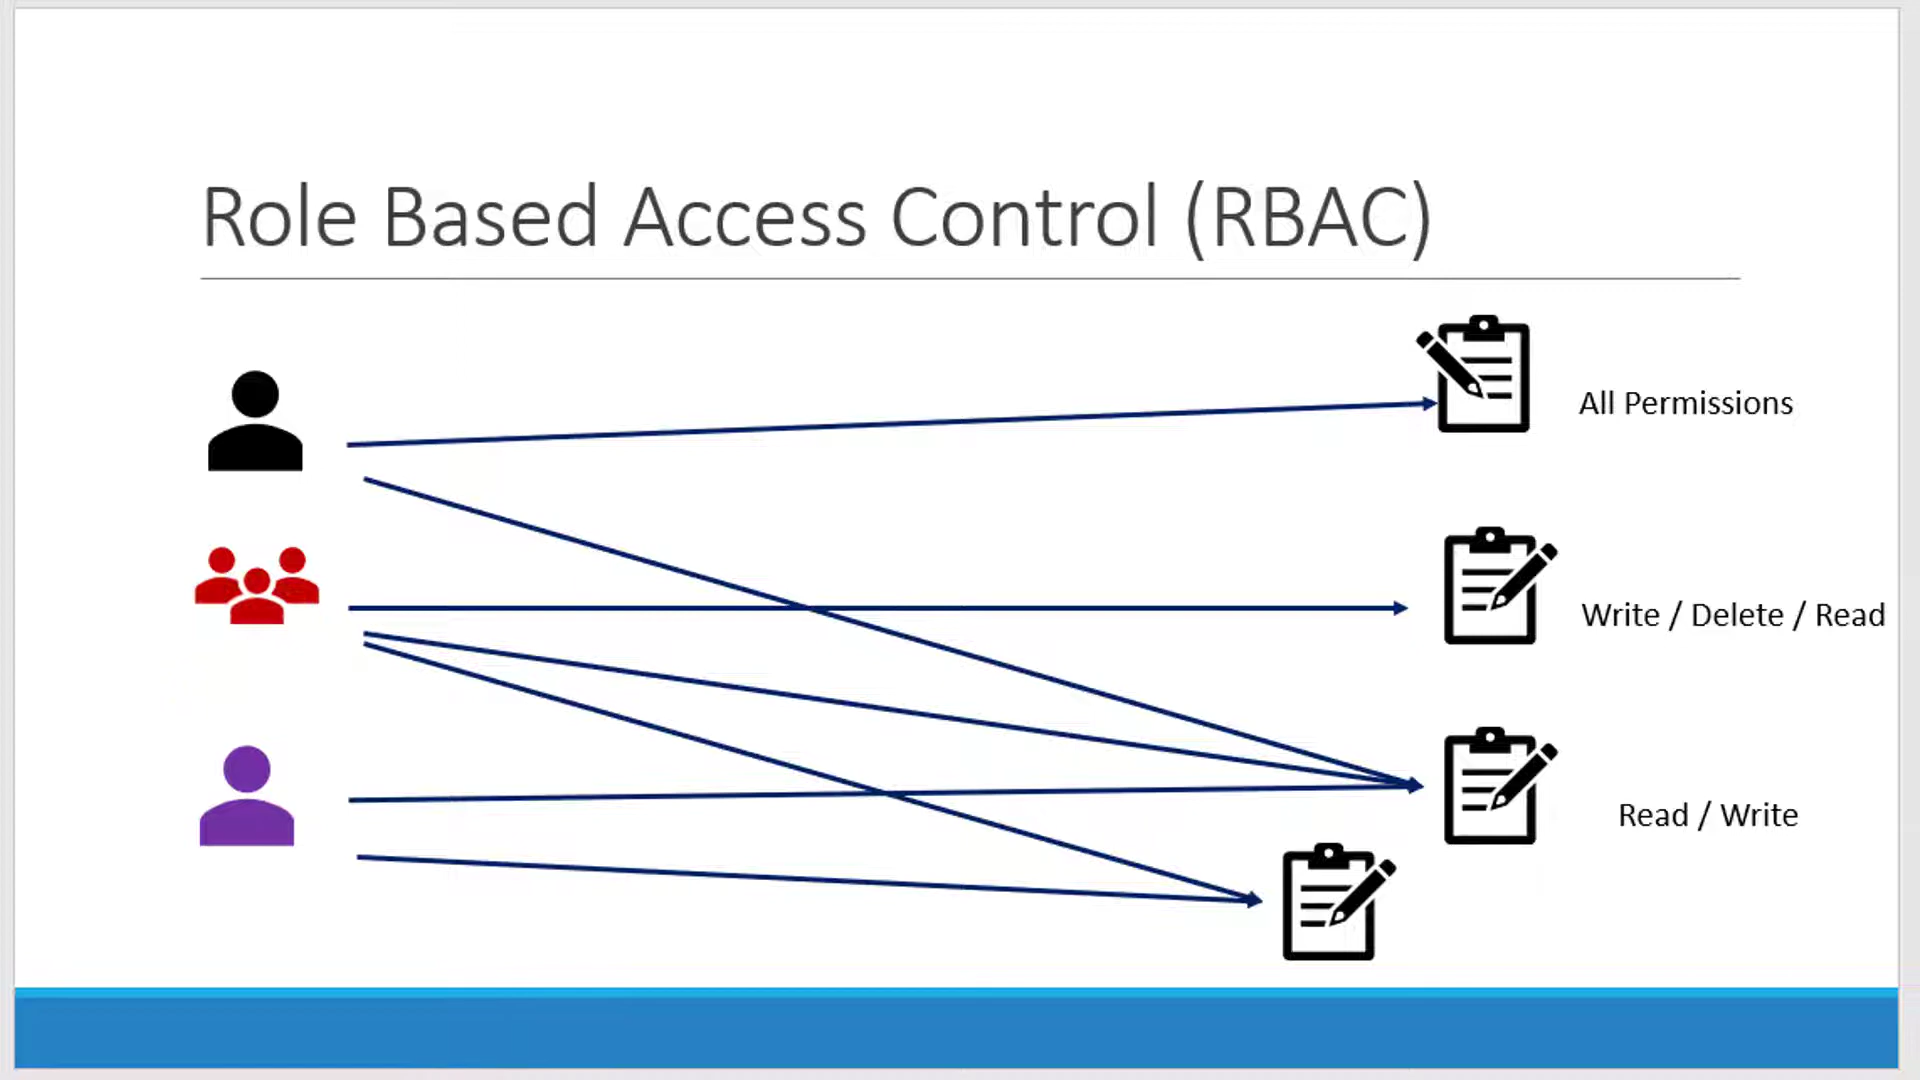 Role Based Access Control (RBAC)
All Permissions
Write / Delete / Read
Read / Write